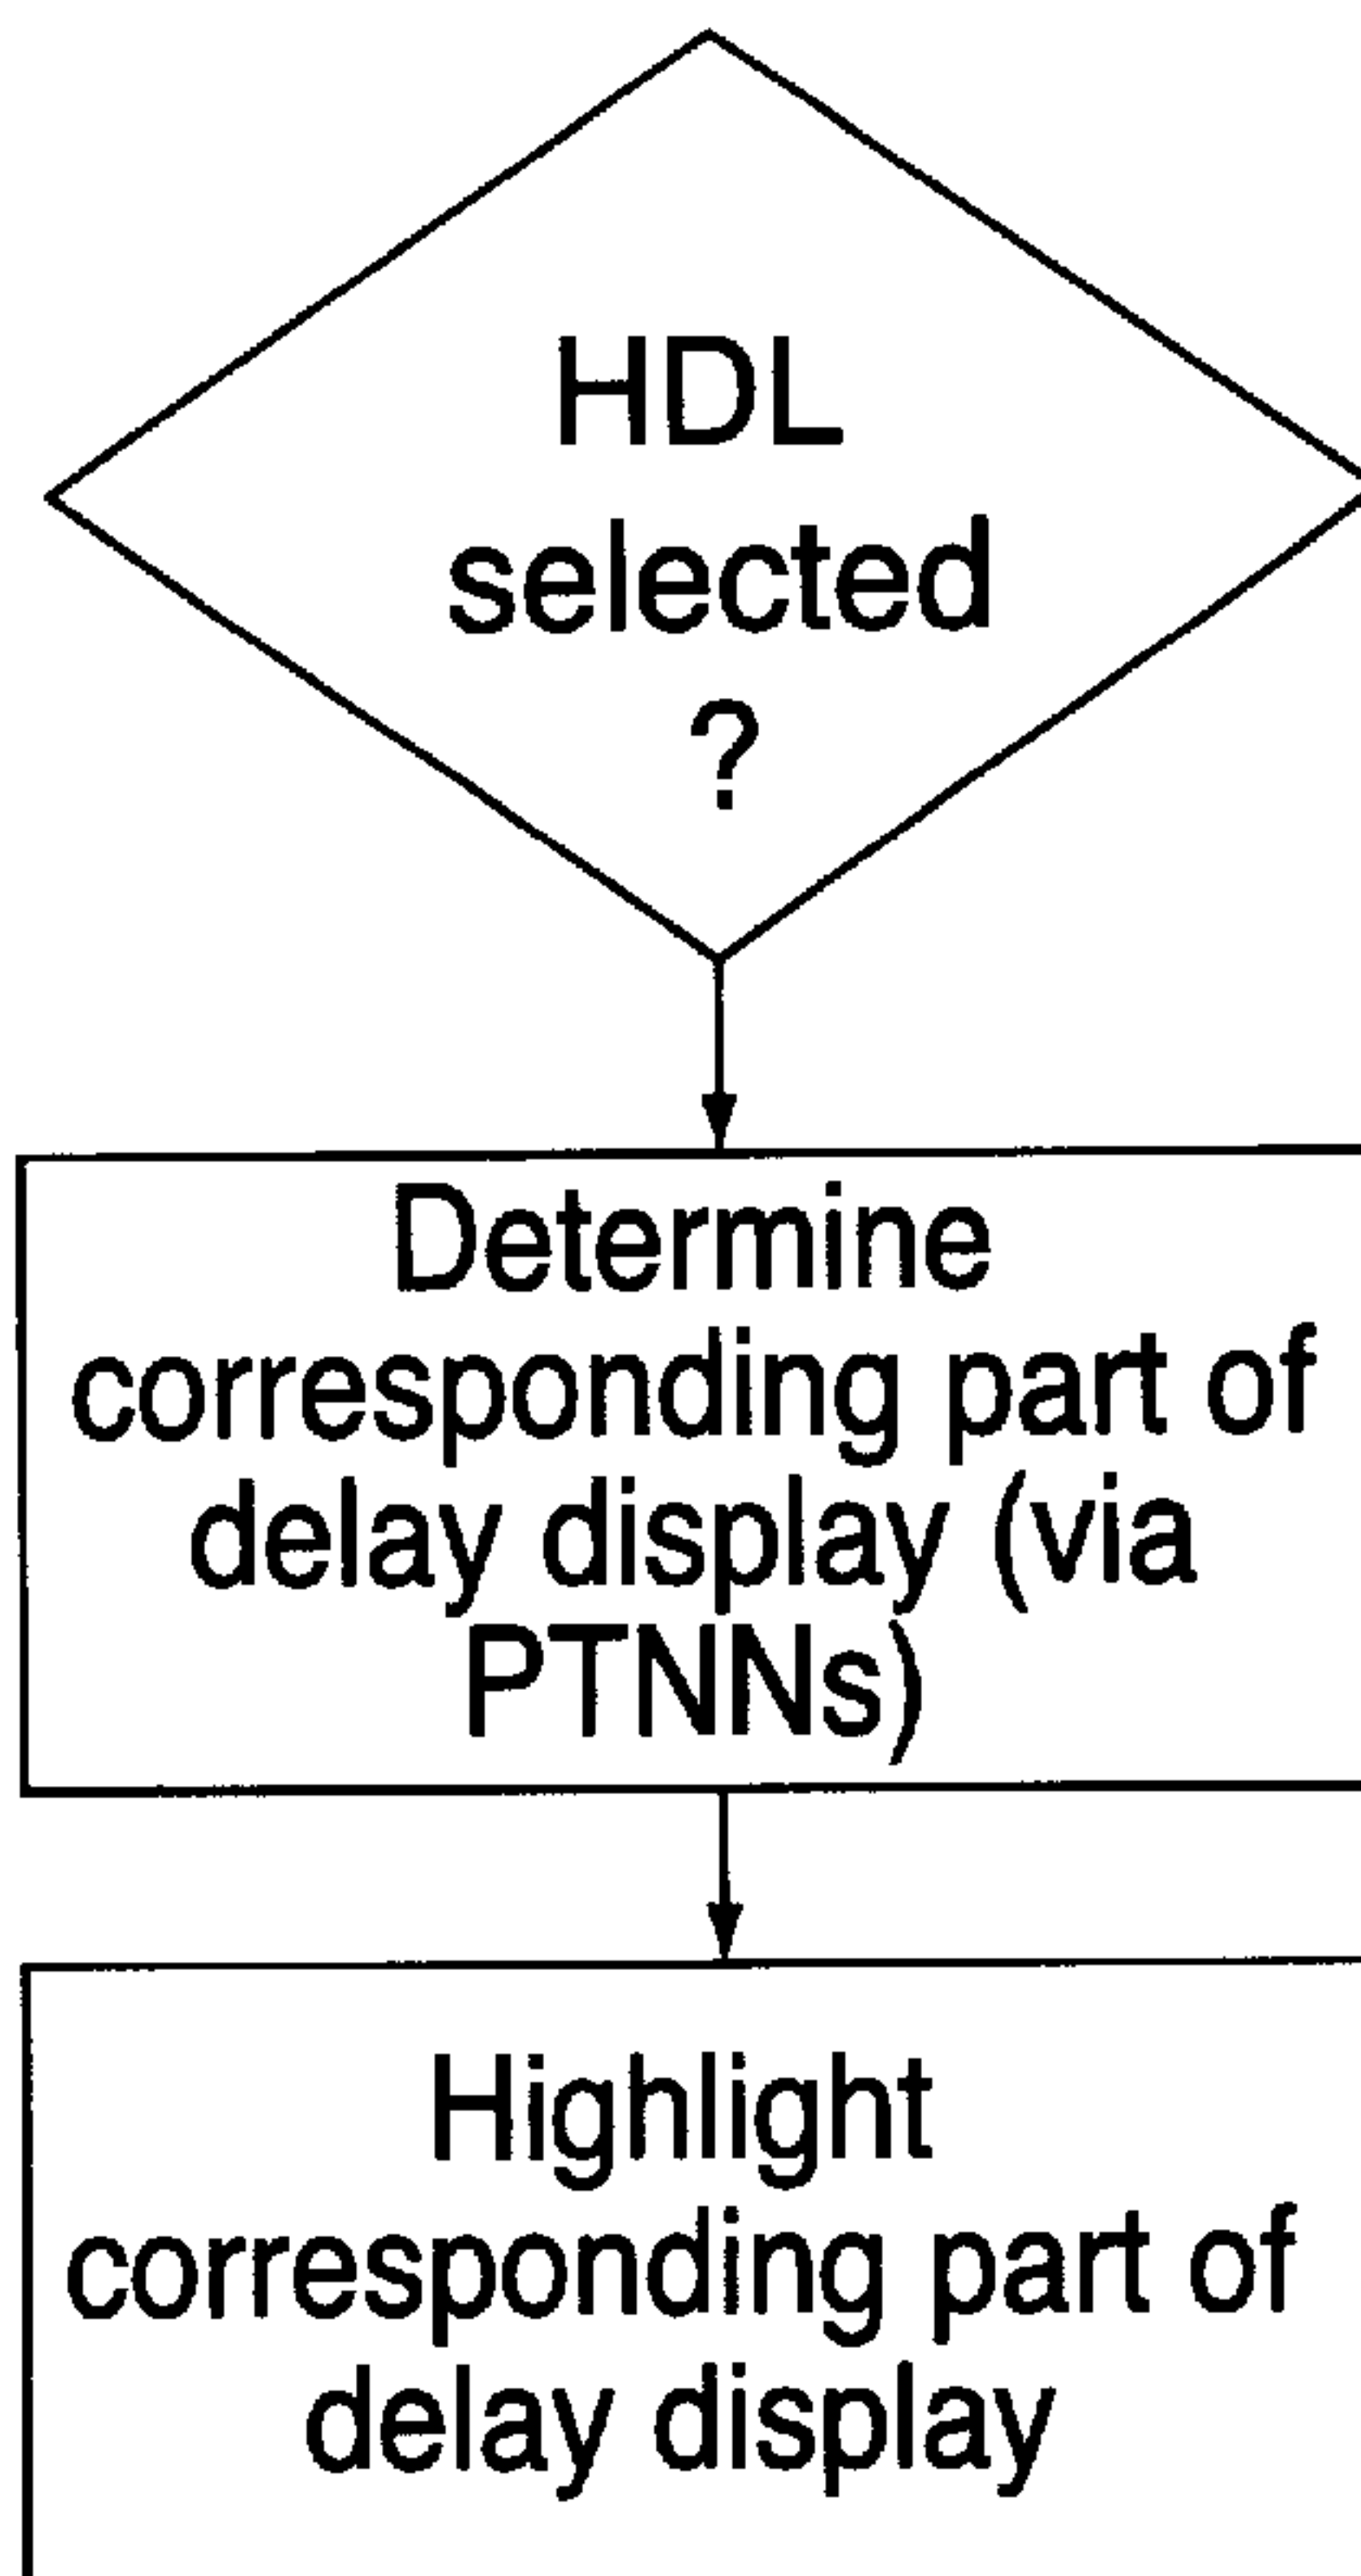 HDL
selected
?
Determine
corresponding part of
delay display (via
PTNNs)
Highlight
corresponding part of
delay display